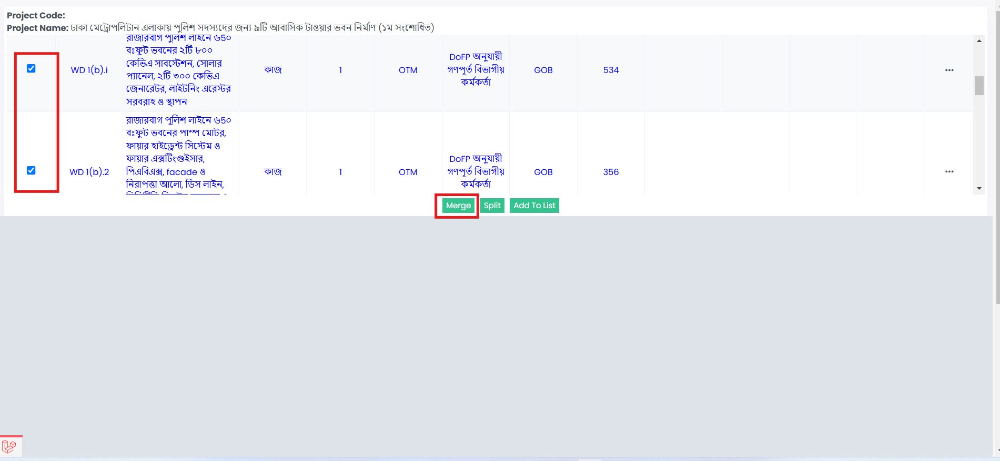 Project Code:
Project Name: ঢাকা মেট্রোপলিটান এলাকায় পুলিশ সদস্যদের জন্য ৯টি আবাসিক টাওয়ার ভবন নির্মাণ (১ম সংশোধিত)
WD 1(b).i
রাজারবাগ পুলিশ লাইনে ৬৫০
বঃফুট ভবনের ২টি ৮০০
কেভিএ সাবস্টেশন, সোলার
প্যানেল, ২টি ৩০০ কেভিএ
জেনারেটর, লাইটনিং এরেস্টর
সরবরাহ ও স্থাপন
কাজ
1
OTM
DoFP অনুযায়ী
গণপূর্ত বিভাগীয়
কর্মকর্তা
GOB
534
...
WD 1(b).2
রাজারবাগ পুলিশ লাইনে ৬৫০
বঃফুট ভবনের পাম্প মোটর,
ফায়ার হাইড্রেন্ট সিস্টেম ও
ফায়ার এক্সটিংগুইসার,
পিএবিএক্স, facade ও
নিরাপত্তা আলো, ডিস লাইন,
কাজ
1
OTM
DoFP অনুযায়ী
গণপূর্ত বিভাগীয়
কর্মকর্তা
GOB
356
...
Merge
Split
Add To List